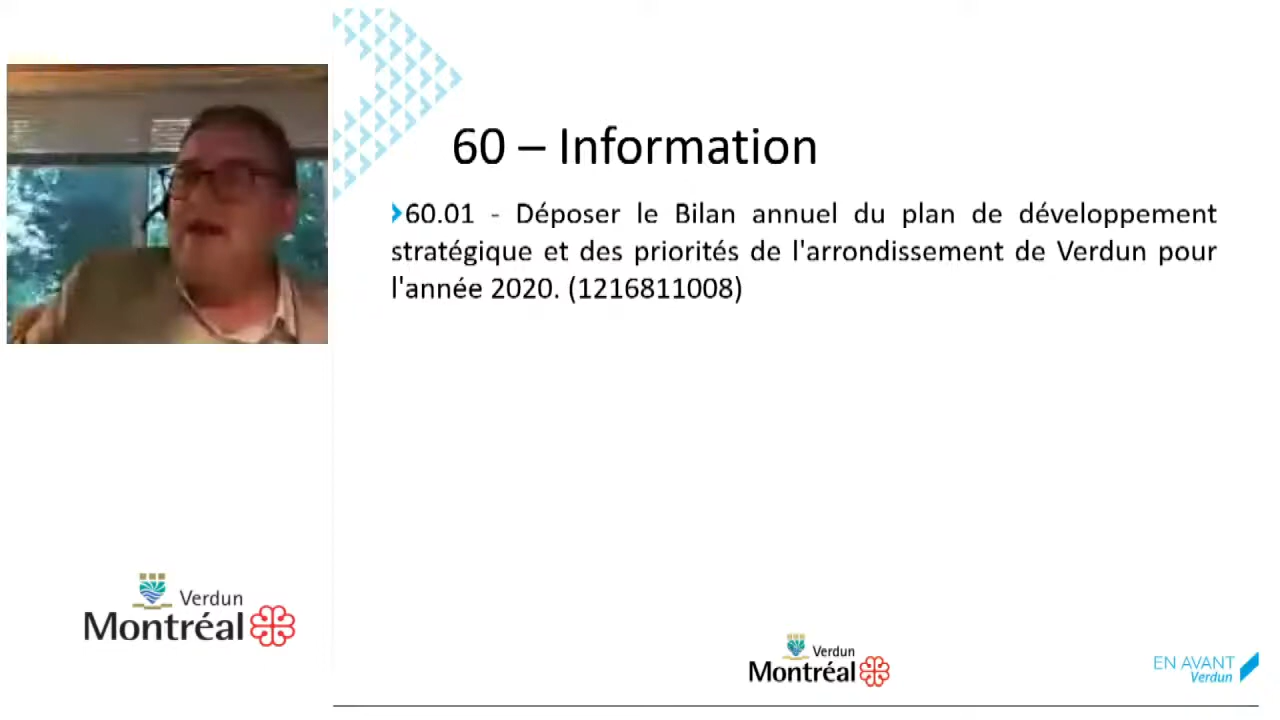 60 – Information
60.01 - Déposer le Bilan annuel du plan de développement
stratégique et des priorités de l'arrondissement de Verdun pour
l'année 2020. (1216811008)
Verdun
Montréal
Verdun
Montréal
EN AVANT
Verdun